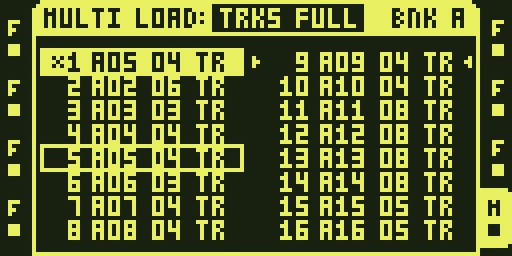 MULTI LOAD: TRKS FULL BNK A
F F
×1 A05 04 TR 9 A09 04 TR
2 A02 06 TR 10 A10 04 TR
F F
3 A03 03 TR 11 A11 08 TR
4 A04 04 TR 12 A12 08 TR
F F
5 A05 04 TR 13 A13 08 TR
6 A06 03 TR 14 A14 08 TR
F M
7 A07 04 TR 15 A15 05 TR
8 A08 04 TR 16 A16 05 TR